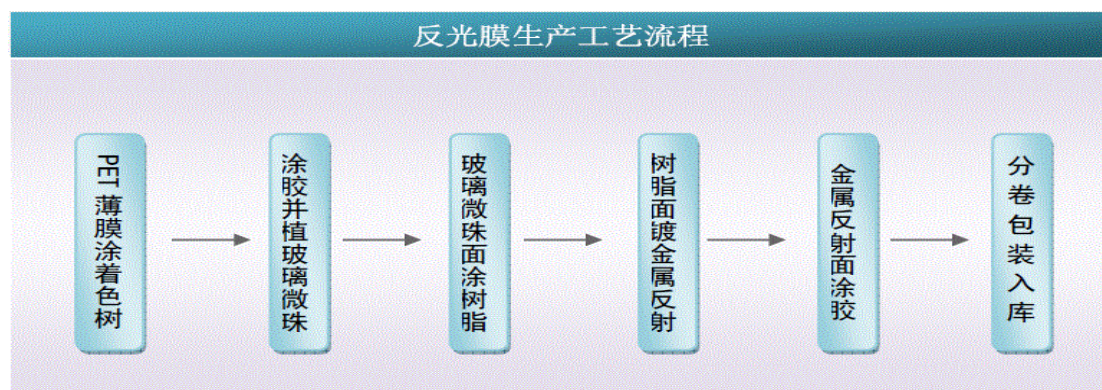 反光膜生产工艺流程
PET薄膜涂着色树
涂胶并植玻璃微珠
玻璃微珠面涂树脂
树脂面镀金属反射
金属反射面涂胶
分卷包装入库